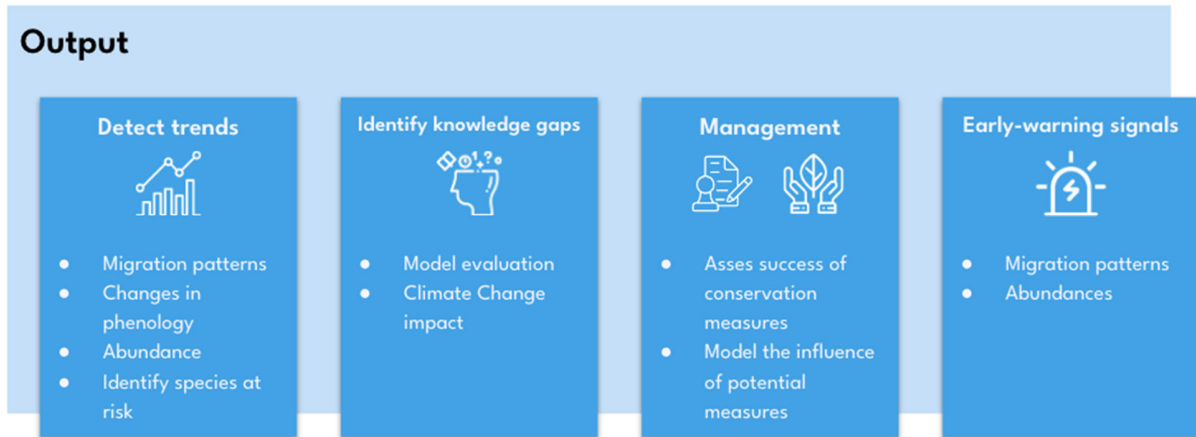 Output
Detect trends
● Migration patterns
● Changes in
phenology
● Abundance
● Identify species at
risk
Identify knowledge gaps
● Model evaluation
● Climate Change
impact
Management
● Asses success of
conservation
measures
● Model the influence
of potential
measures
Early-warning signals
● Migration patterns
● Abundances